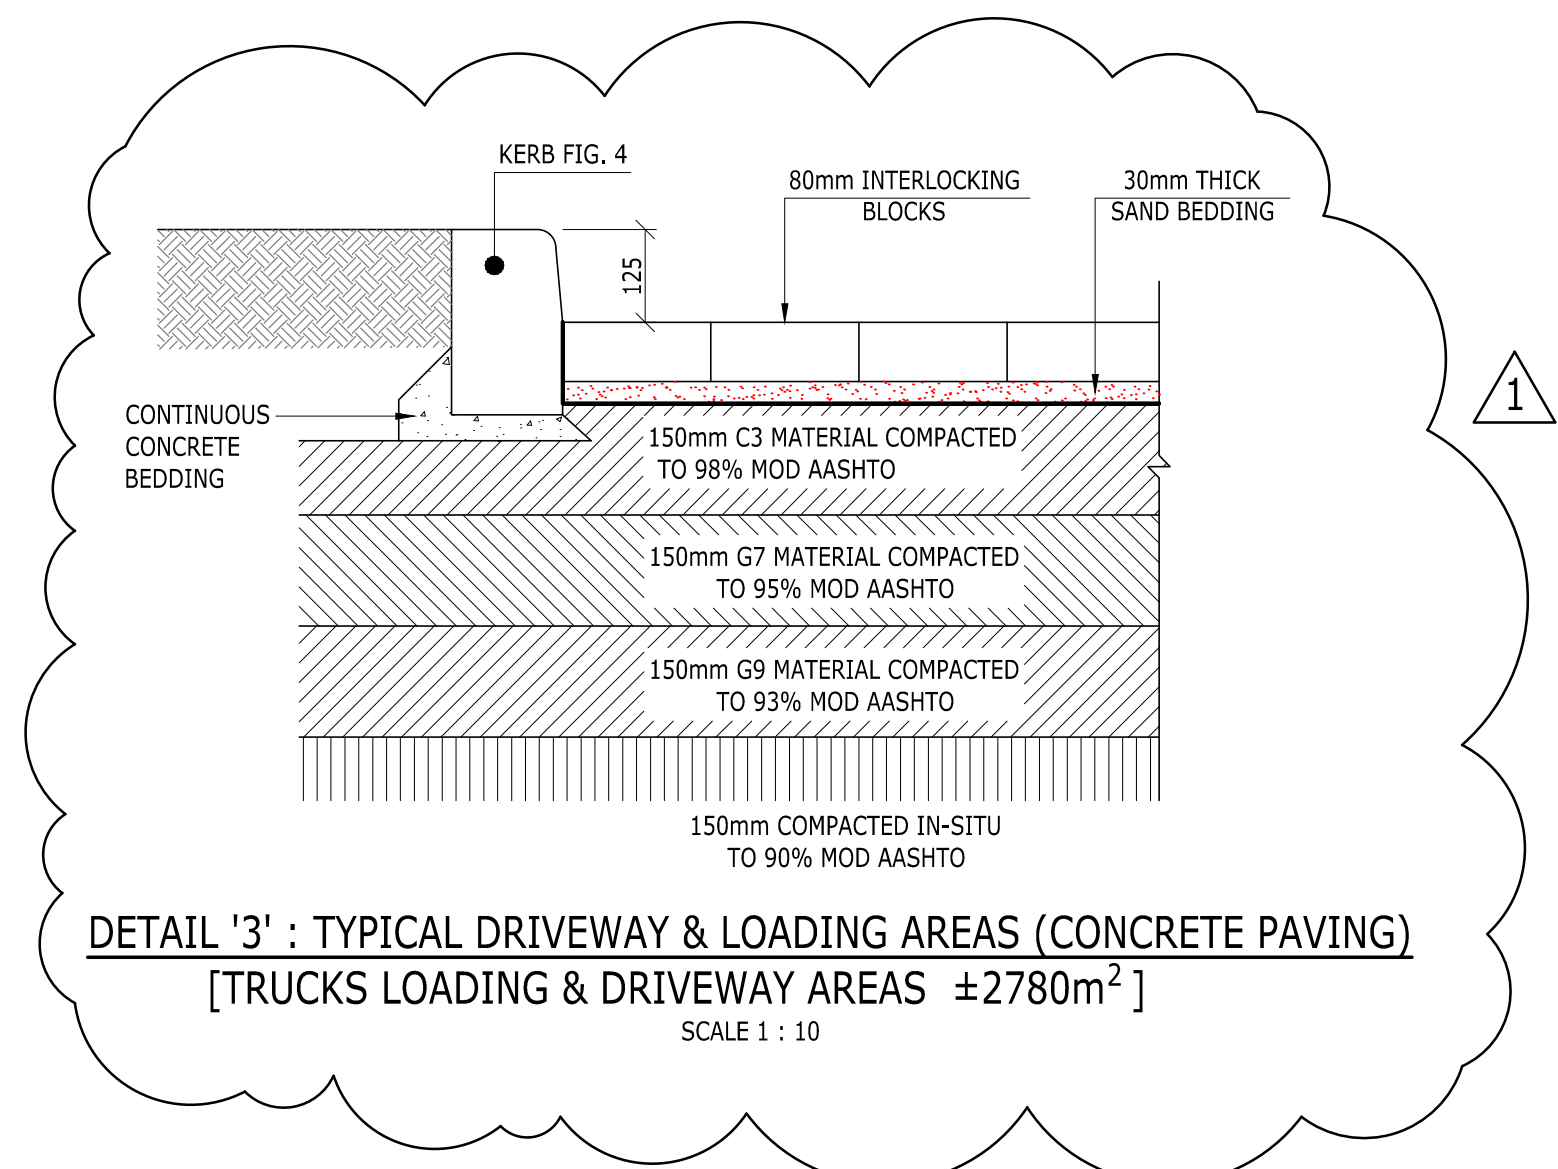 KERB FIG. 4
80mm INTERLOCKING
BLOCKS
30mm THICK
SAND BEDDING
125
1
CONTINUOUS
CONCRETE
BEDDING
150mm C3 MATERIAL COMPACTED
TO 98% MOD AASHTO
150mm G7 MATERIAL COMPACTED
TO 95% MOD AASHTO
150mm G9 MATERIAL COMPACTED
TO 93% MOD AASHTO
150mm COMPACTED IN-SITU
TO 90% MOD AASHTO
DETAIL '3' : TYPICAL DRIVEWAY & LOADING AREAS (CONCRETE PAVING)
[TRUCKS LOADING & DRIVEWAY AREAS ±2780m² ]
SCALE 1 : 10